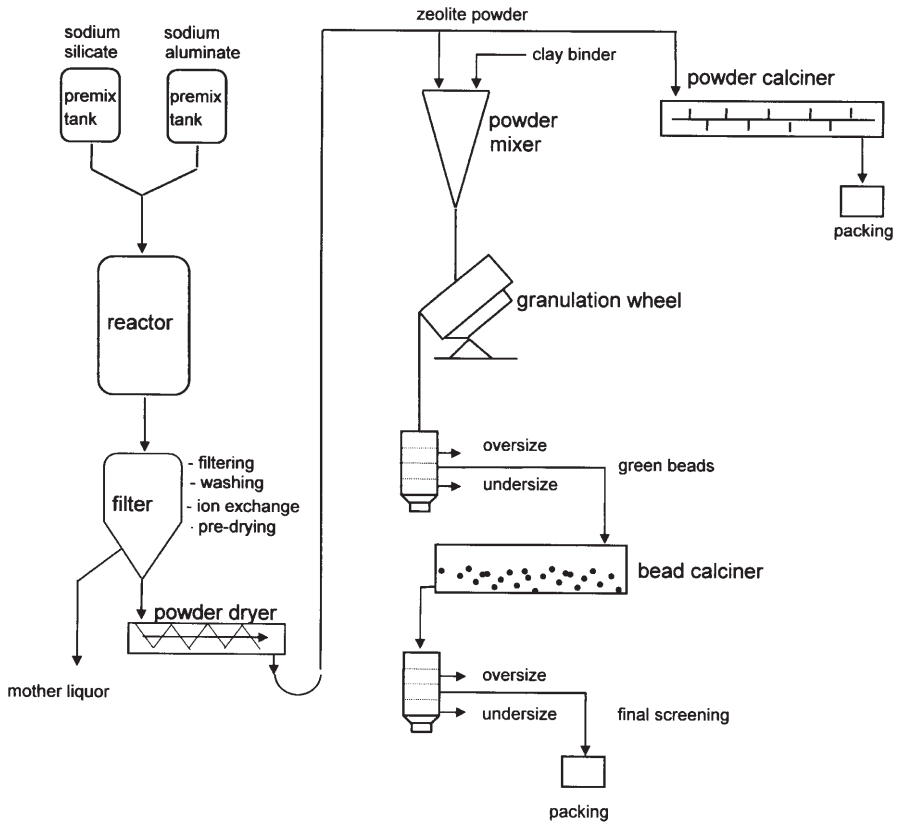 sodium
silicate
sodium
aluminate
premix
tank
premix
tank
reactor
filter
- filtering
- washing
- ion exchange
- pre-drying
mother liquor
powder dryer
zeolite powder
clay binder
powder
mixer
powder calciner
packing
granulation wheel
oversize
undersize
green beads
bead calciner
oversize
undersize
final screening
packing